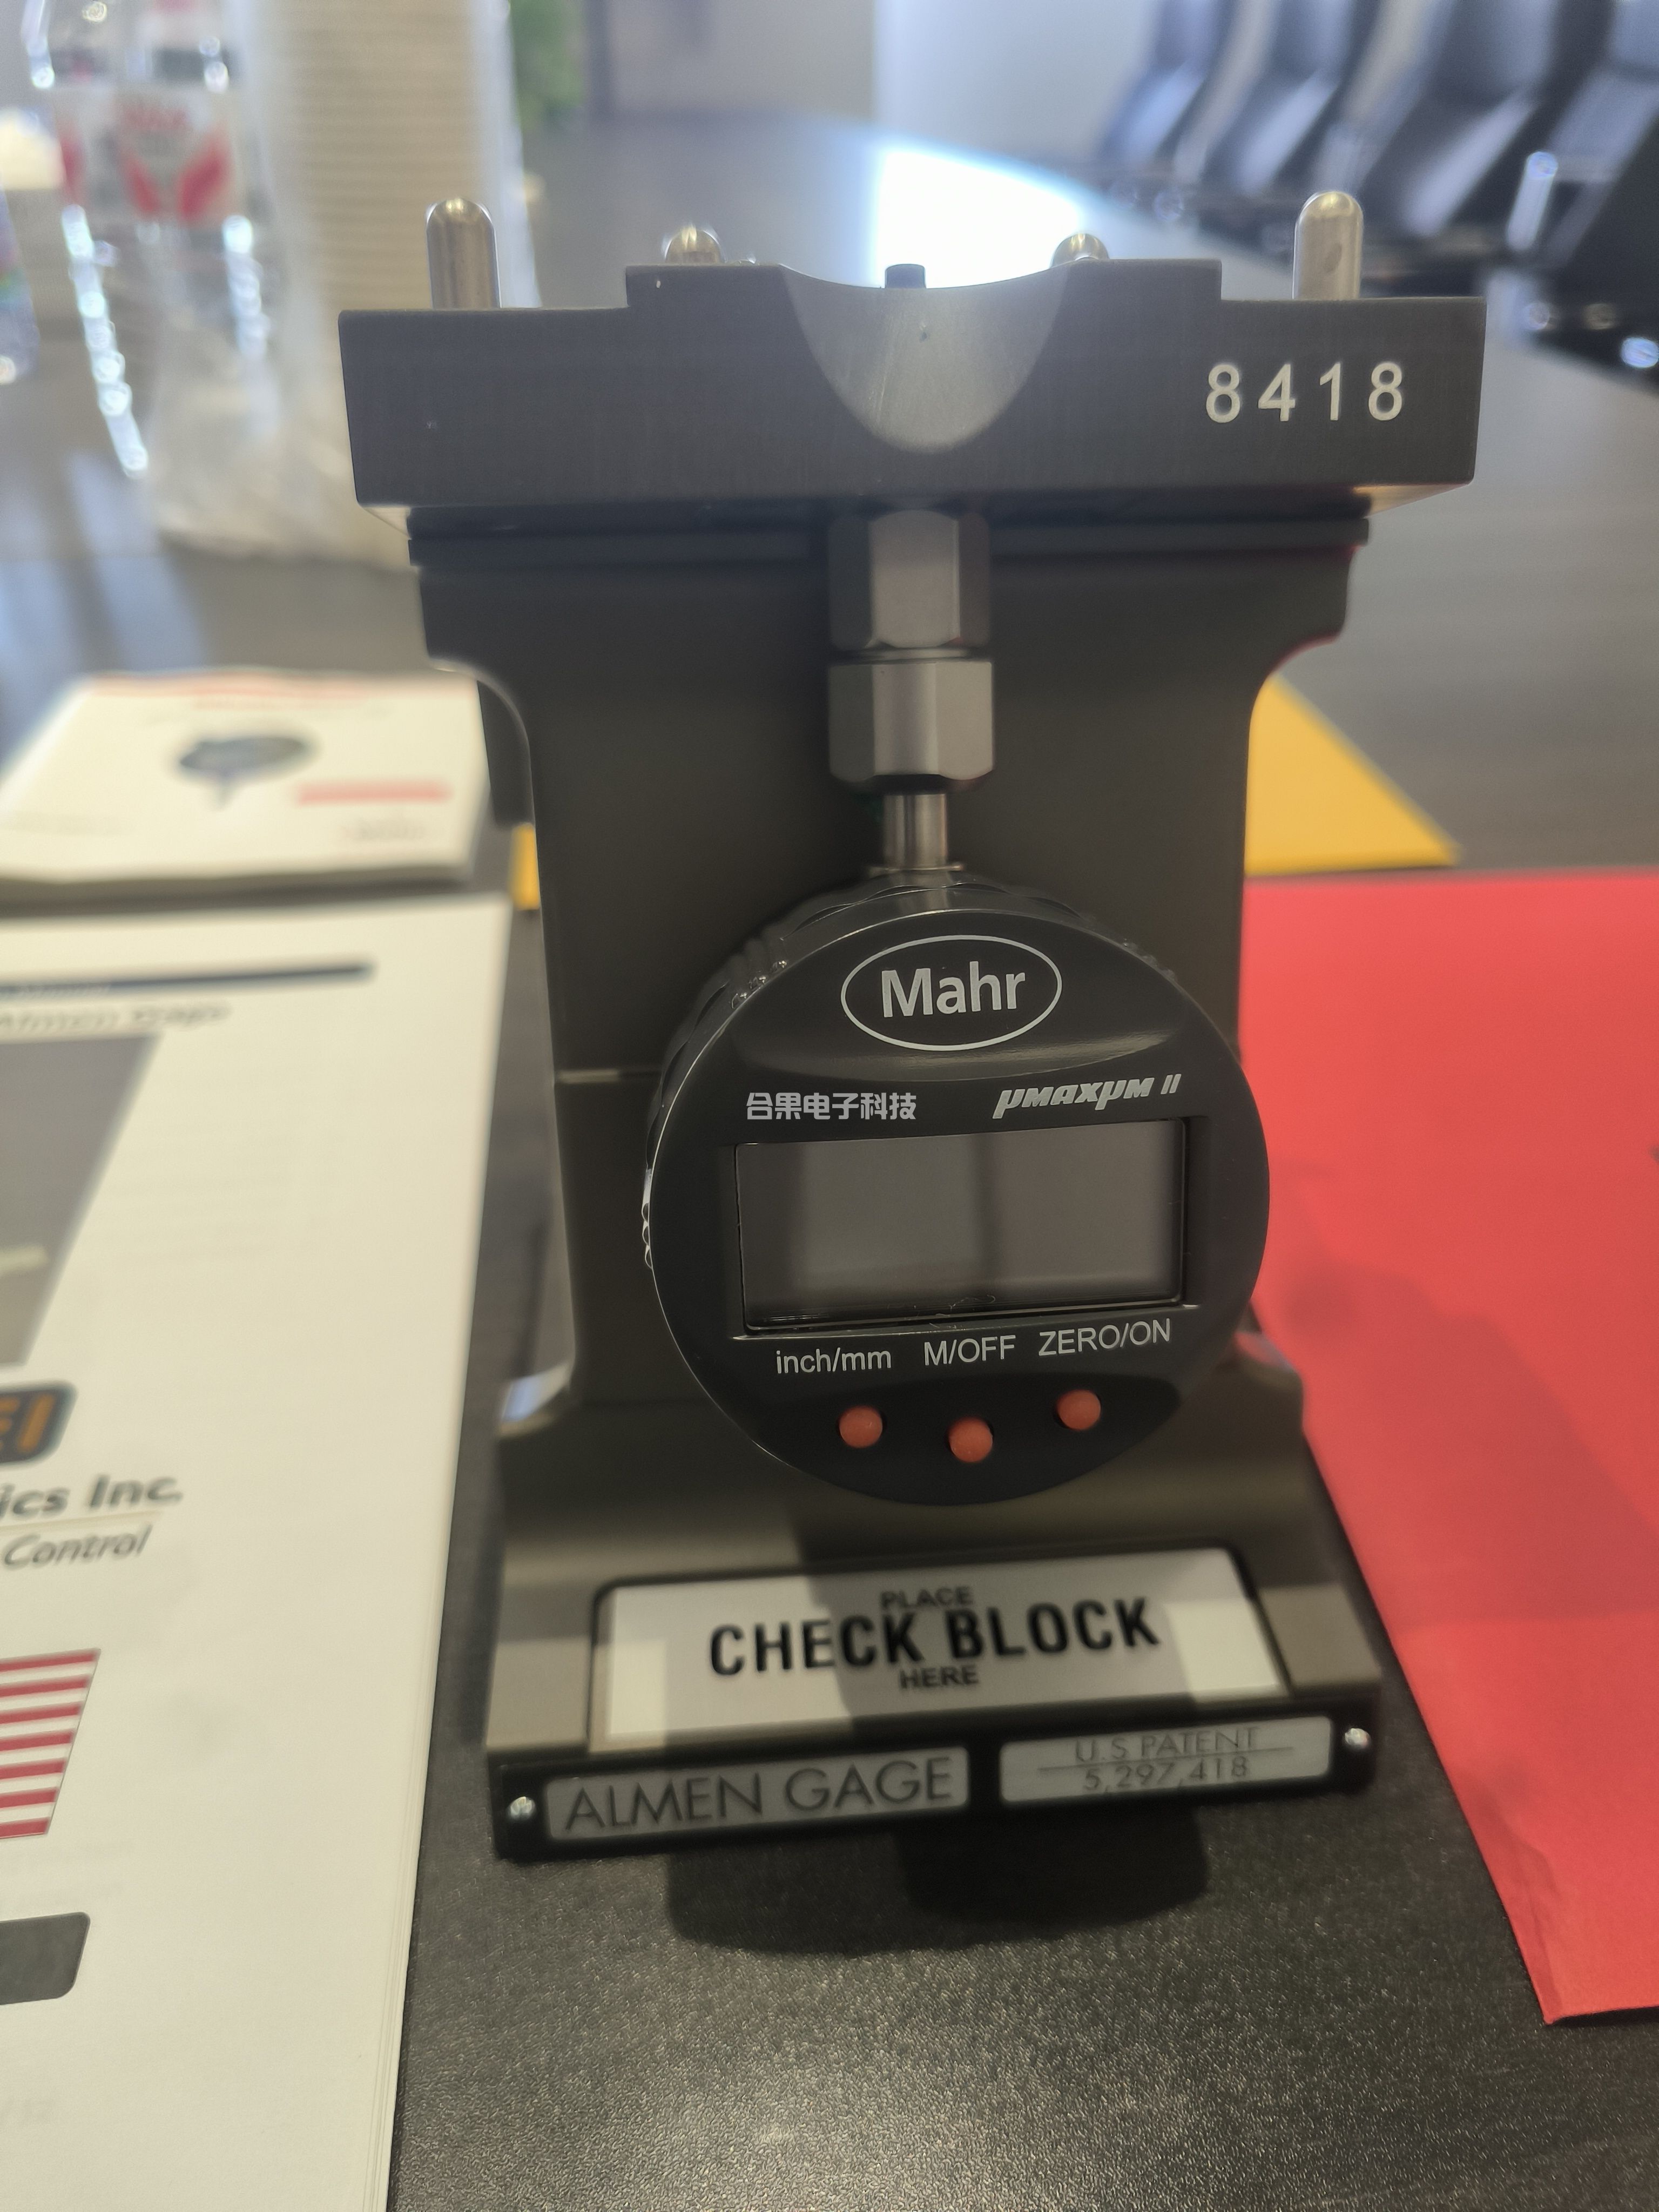 8418
Mahr
合果电子科技
μMAXμM II
inch/mm M/OFF ZERO/ON
PLACE
CHECK BLOCK
HERE
ALMEN GAGE
U.S PATENT
5,297,418
ics Inc.
Control